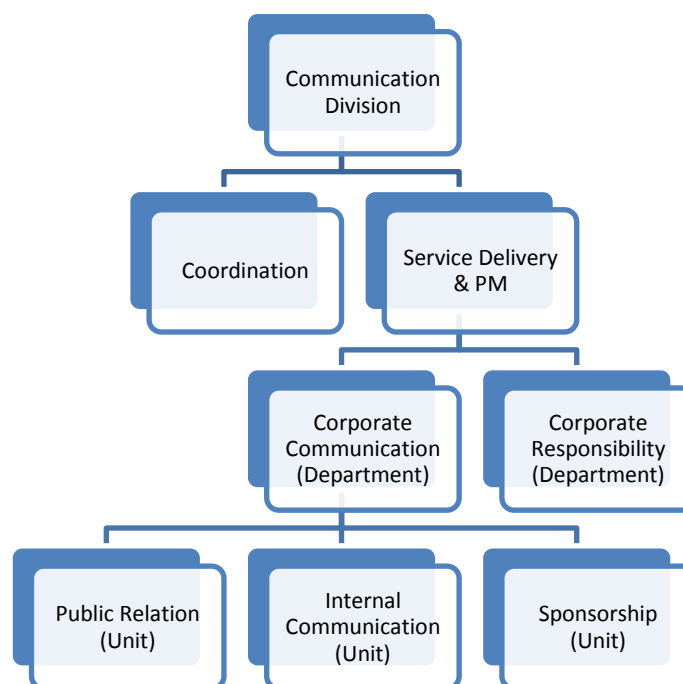 Communication
Division
Coordination
Service Delivery
& PM
Corporate
Communication
(Department)
Corporate
Responsibility
(Department)
Public Relation
(Unit)
Internal
Communication
(Unit)
Sponsorship
(Unit)